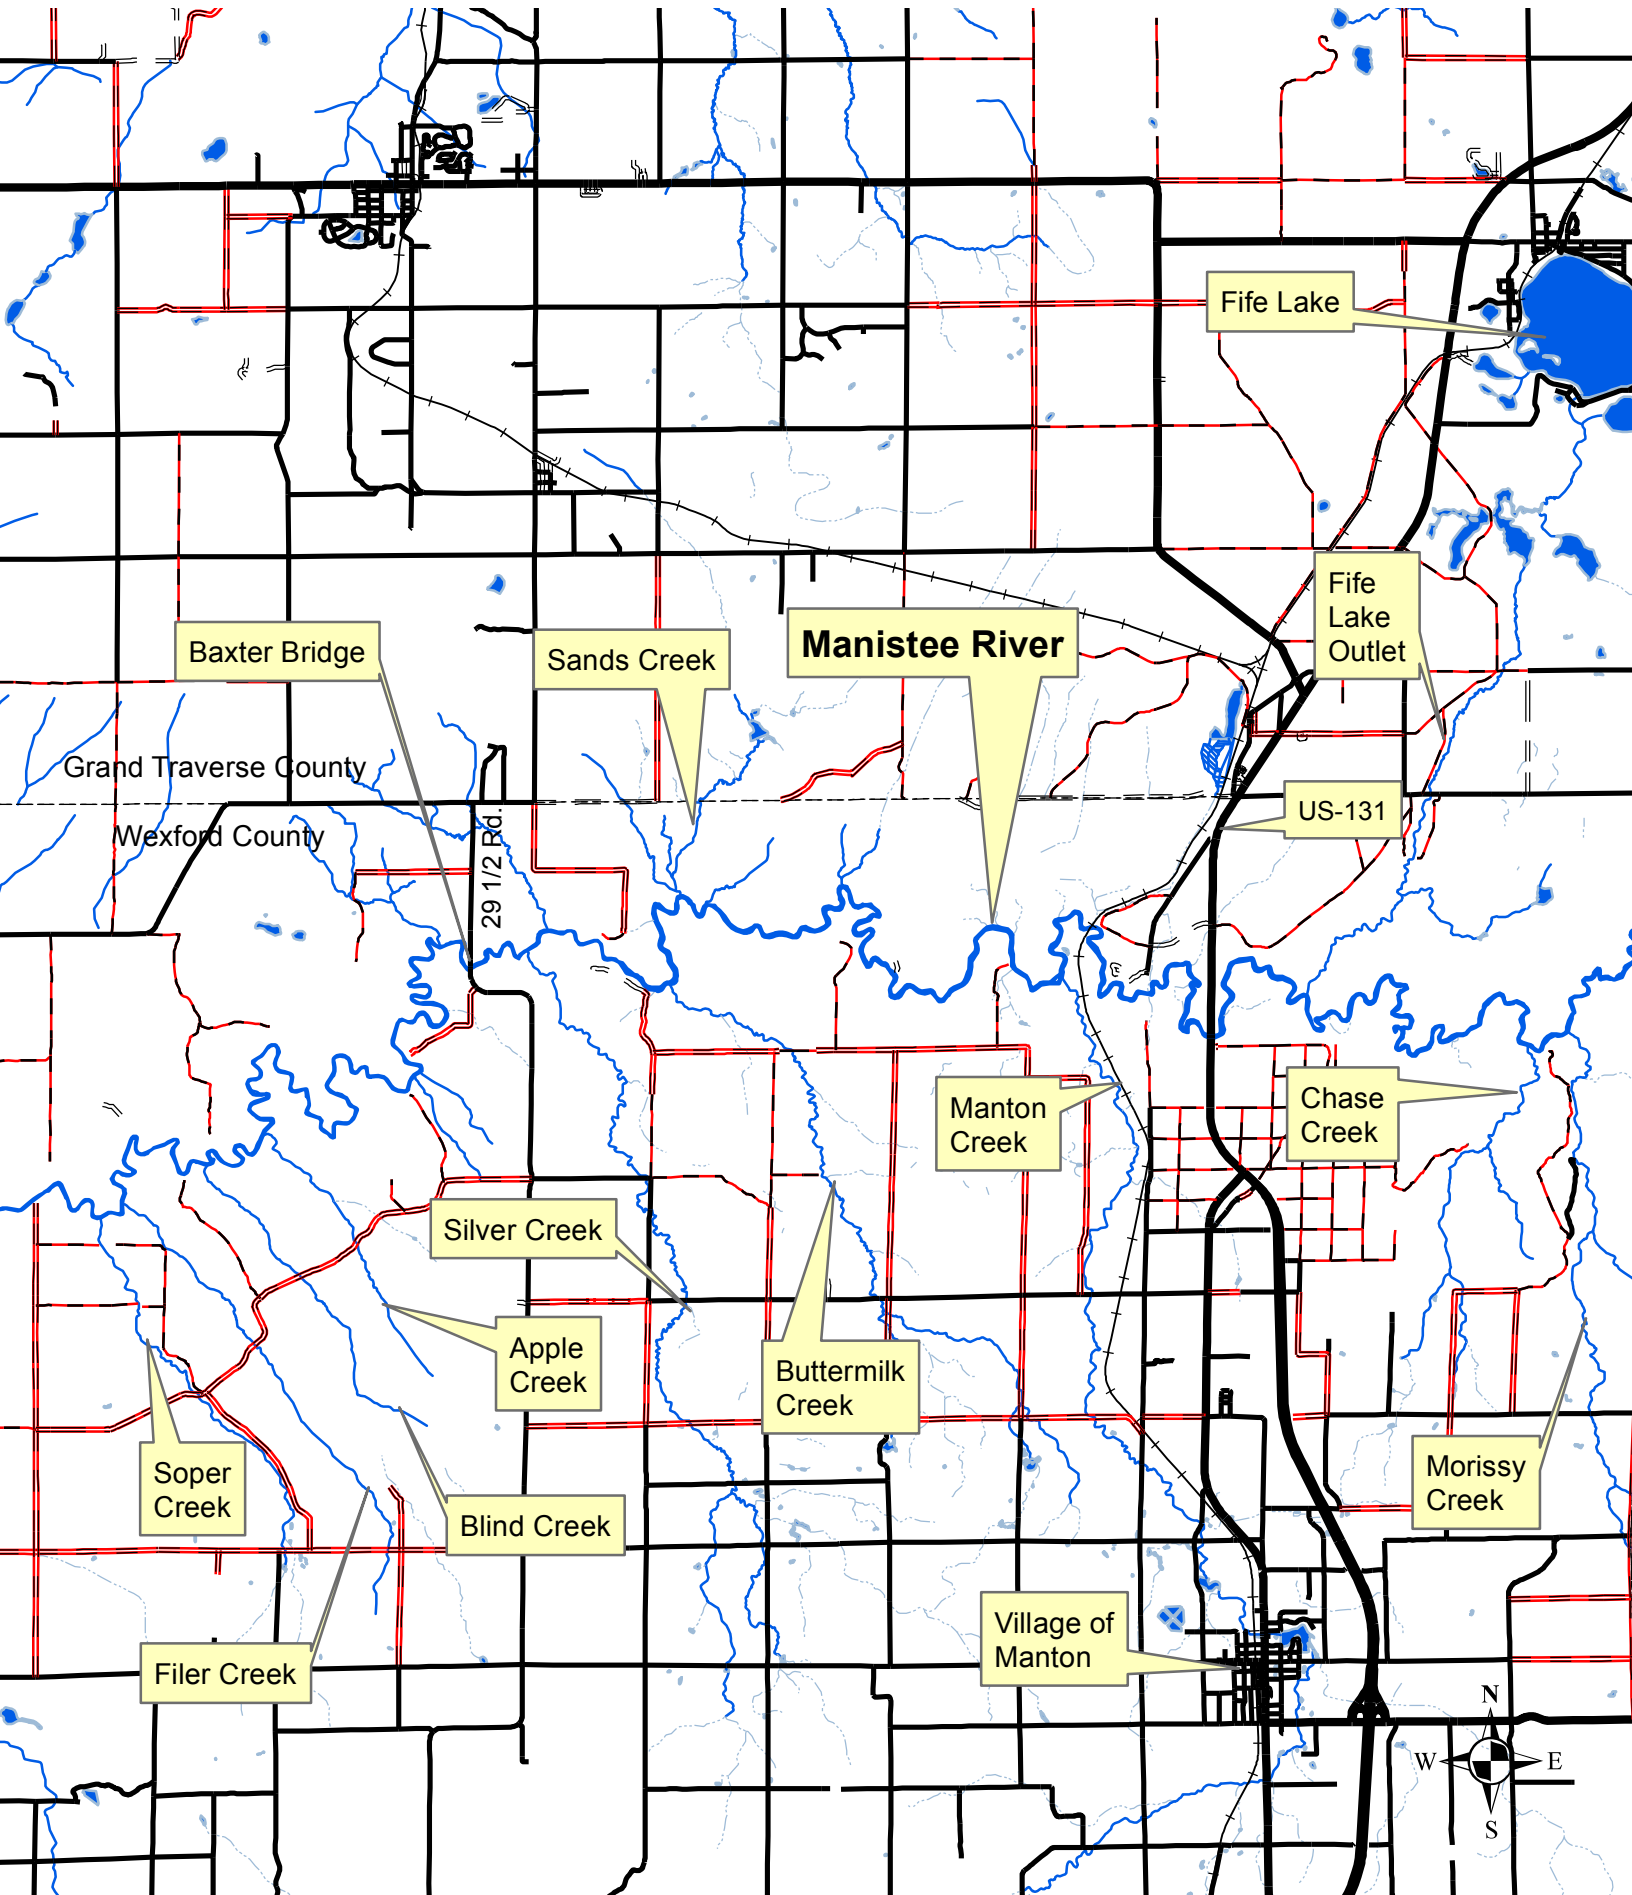 Fife Lake
Fife
Lake
Outlet
Baxter Bridge
Sands Creek
Manistee River
Grand Traverse County
Wexford County
29 1/2 Rd.
US-131
Manton
Creek
Chase
Creek
Silver Creek
Apple
Creek
Buttermilk
Creek
Soper
Creek
Blind Creek
Morissy
Creek
Filer Creek
Village of
Manton
N
W
E
S